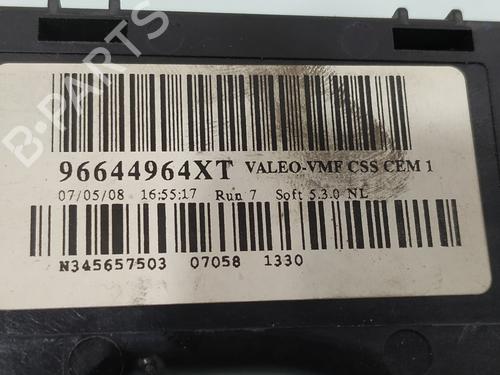 96644964XT VALEO-VMF CSS CEM 1
07/05/08 16:55:17 Run 7 Soft 5.3.0 NL
N345657503 07058 1330
B-PARTS